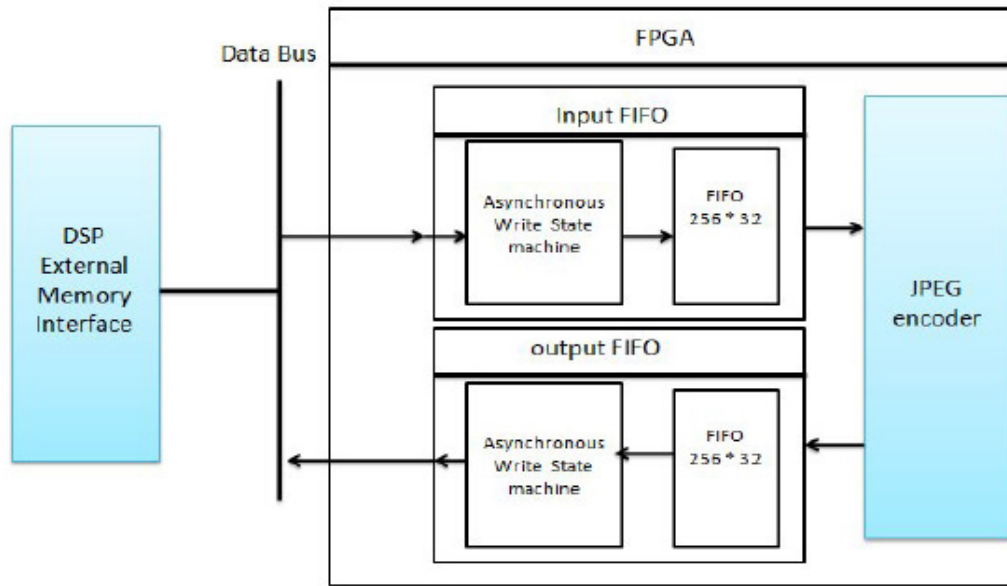 FPGA
Data Bus
Input FIFO
Asynchronous
Write State
machine
FIFO
256 * 32
DSP
External
Memory
Interface
JPEG
encoder
output FIFO
Asynchronous
Write State
machine
FIFO
256 * 32